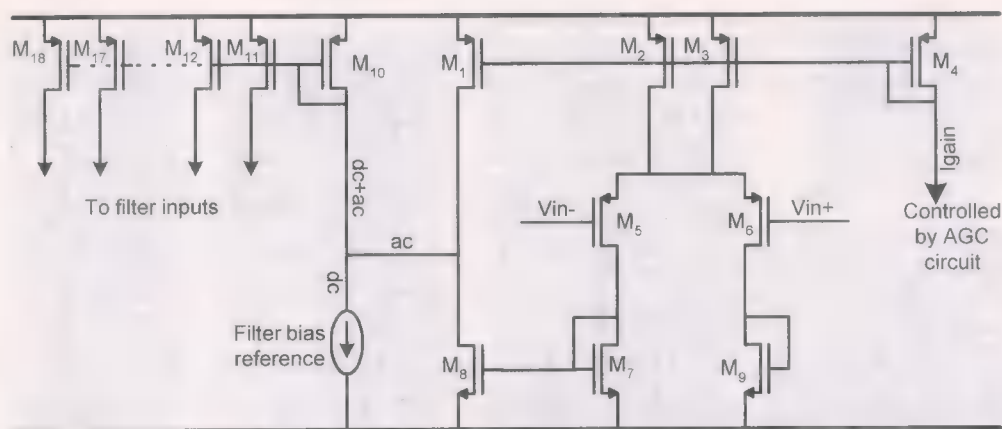 M18
M17
M12
M11
M10
M1
M2
M3
M4
dc+ac
Igain
To filter inputs
Vin-
M5
M6
Vin+
Controlled
by AGC
circuit
ac
dc
Filter bias
reference
M8
M7
M9